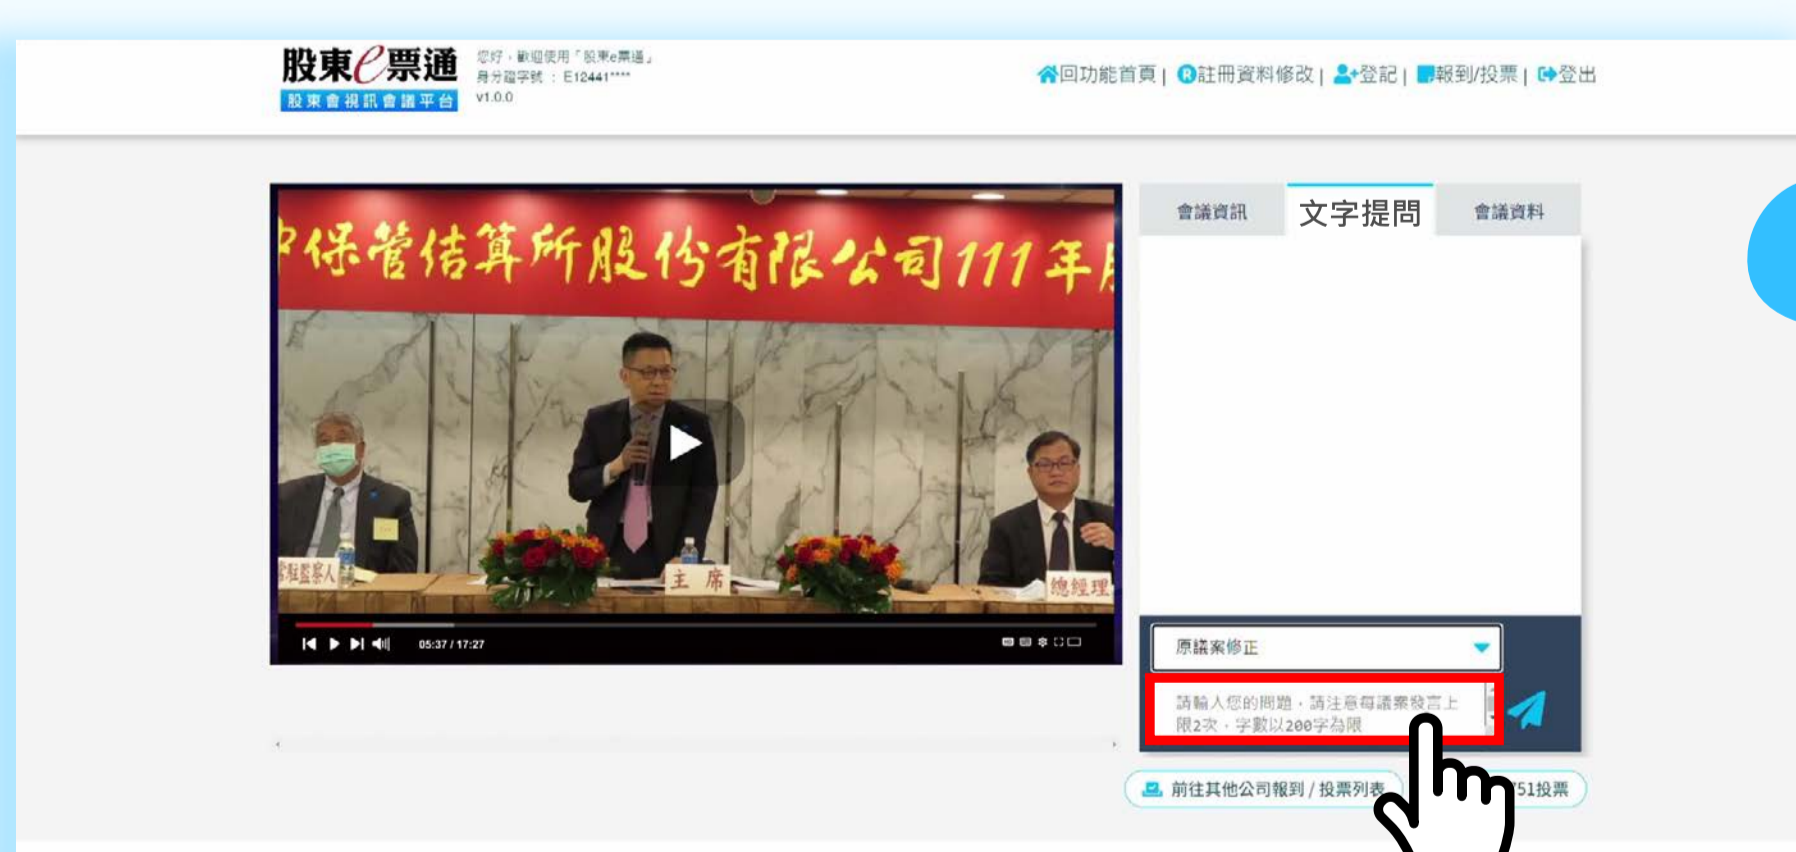 股東e票通
股東會視訊會議平台
您好，歡迎使用「股東e票通」
身分證字號 : E12441****
v1.0.0
回功能首頁 | 註冊資料修改 | 登記 | 報到/投票 | 登出
中保管結算所股份有限公司111年
會議資訊
文字提問
會議資料
常駐監察人
主席
總經理
05:37 / 17:27
原議案修正
請輸入您的問題，請注意每議案發言上
限2次，字數以200字為限
前往其他公司報到 / 投票列表
51投票